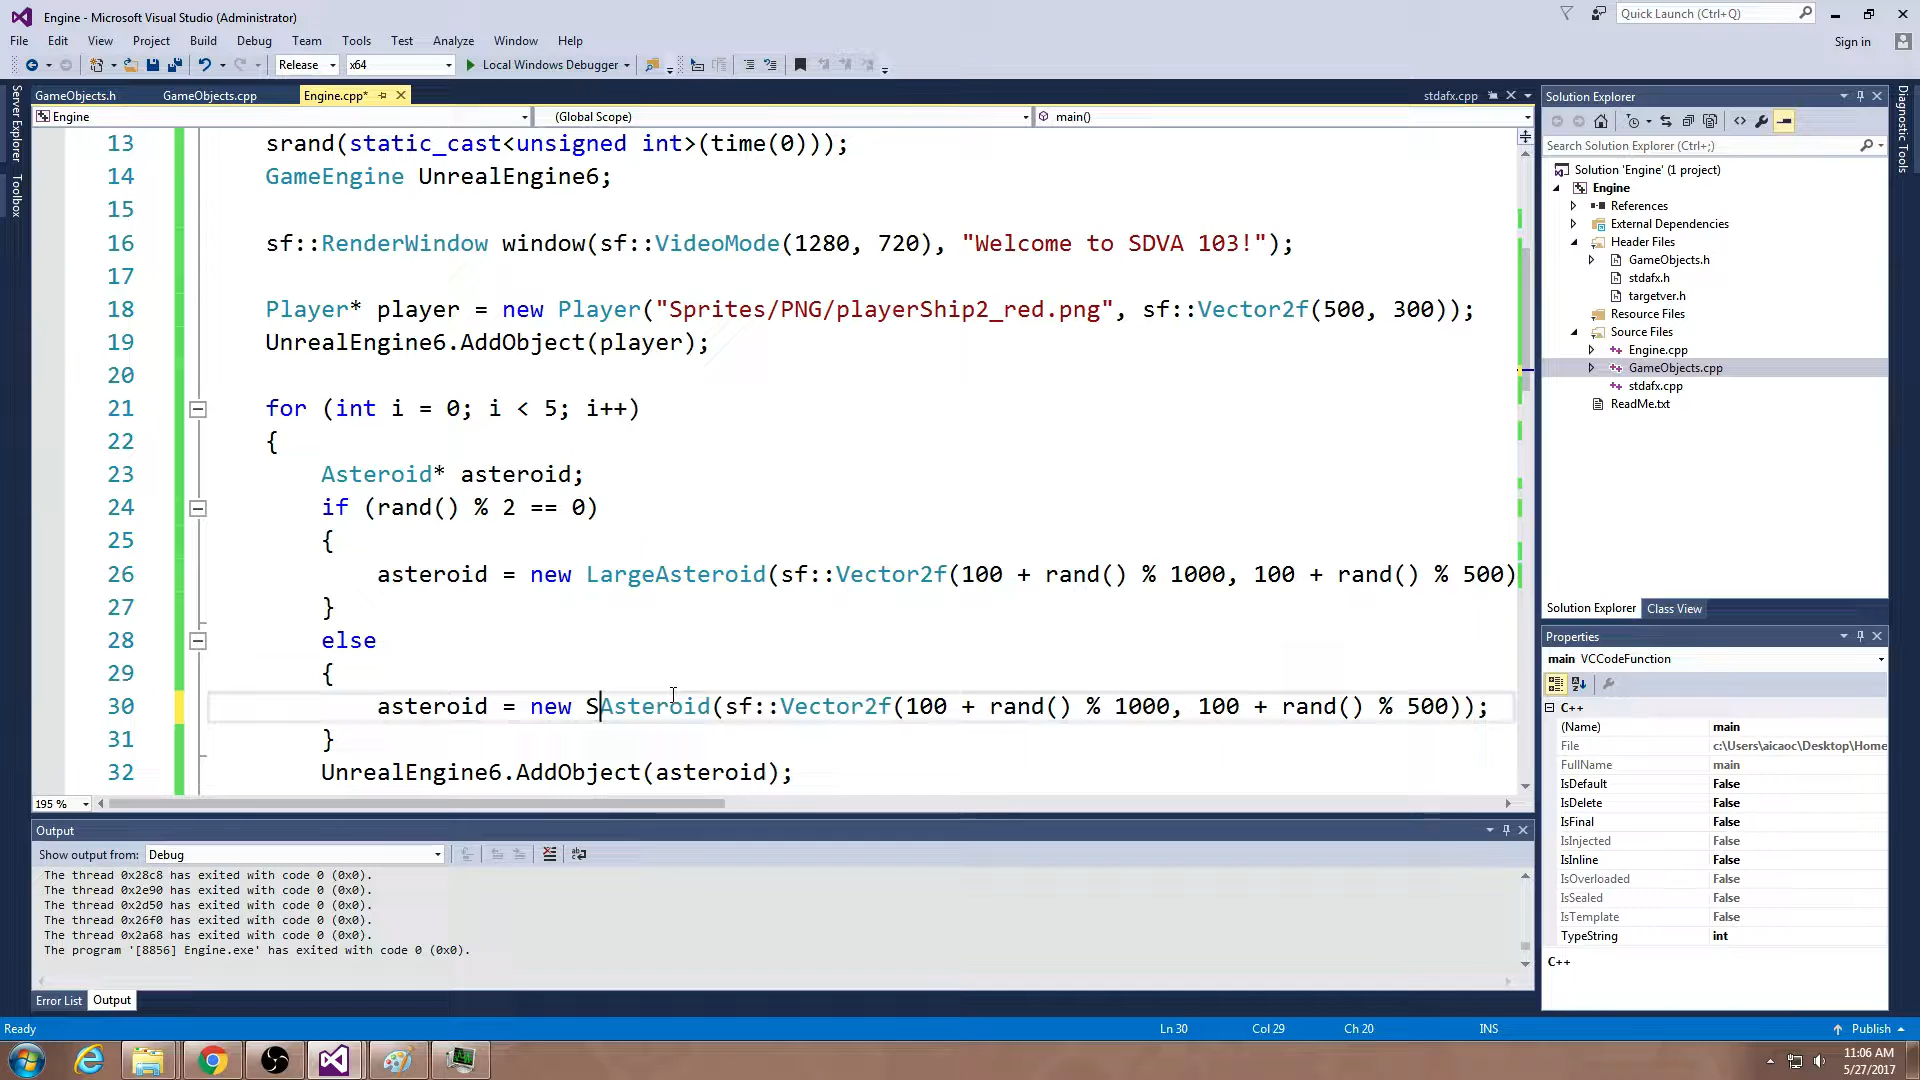 Engine - Microsoft Visual Studio (Administrator)
Quick Launch (Ctrl+Q)
File Edit View Project Build Debug Team Tools Test Analyze Window Help
Sign in
Release x64 Local Windows Debugger
Server Explorer
Toolbox
GameObjects.h GameObjects.cpp Engine.cpp* stdafx.cpp
Engine (Global Scope) main()
13 srand(static_cast<unsigned int>(time(0)));
14 GameEngine UnrealEngine6;
15
16 sf::RenderWindow window(sf::VideoMode(1280, 720), "Welcome to SDVA 103!");
17
18 Player* player = new Player("Sprites/PNG/playerShip2_red.png", sf::Vector2f(500, 300));
19 UnrealEngine6.AddObject(player);
20
21 for (int i = 0; i < 5; i++)
22 {
23 Asteroid* asteroid;
24 if (rand() % 2 == 0)
25 {
26 asteroid = new LargeAsteroid(sf::Vector2f(100 + rand() % 1000, 100 + rand() % 500)
27 }
28 else
29 {
30 asteroid = new SAsteroid(sf::Vector2f(100 + rand() % 1000, 100 + rand() % 500));
31 }
32 UnrealEngine6.AddObject(asteroid);
195 %
Output
Show output from: Debug
The thread 0x28c8 has exited with code 0 (0x0).
The thread 0x2e90 has exited with code 0 (0x0).
The thread 0x2d50 has exited with code 0 (0x0).
The thread 0x26f0 has exited with code 0 (0x0).
The thread 0x2a68 has exited with code 0 (0x0).
The program '[8856] Engine.exe' has exited with code 0 (0x0).
Error List Output
Solution Explorer
Search Solution Explorer (Ctrl+;)
Solution 'Engine' (1 project)
Engine
References
External Dependencies
Header Files
GameObjects.h
stdafx.h
targetver.h
Resource Files
Source Files
Engine.cpp
GameObjects.cpp
stdafx.cpp
ReadMe.txt
Solution Explorer Class View
Properties
main VCCodeFunction
C++
(Name) main
File c:\Users\aicaoc\Desktop\Home
FullName main
IsDefault False
IsDelete False
IsFinal False
IsInjected False
IsInline False
IsOverloaded False
IsSealed False
IsTemplate False
TypeString int
C++
Diagnostic Tools
Ready Ln 30 Col 29 Ch 20 INS Publish
11:06 AM
5/27/2017